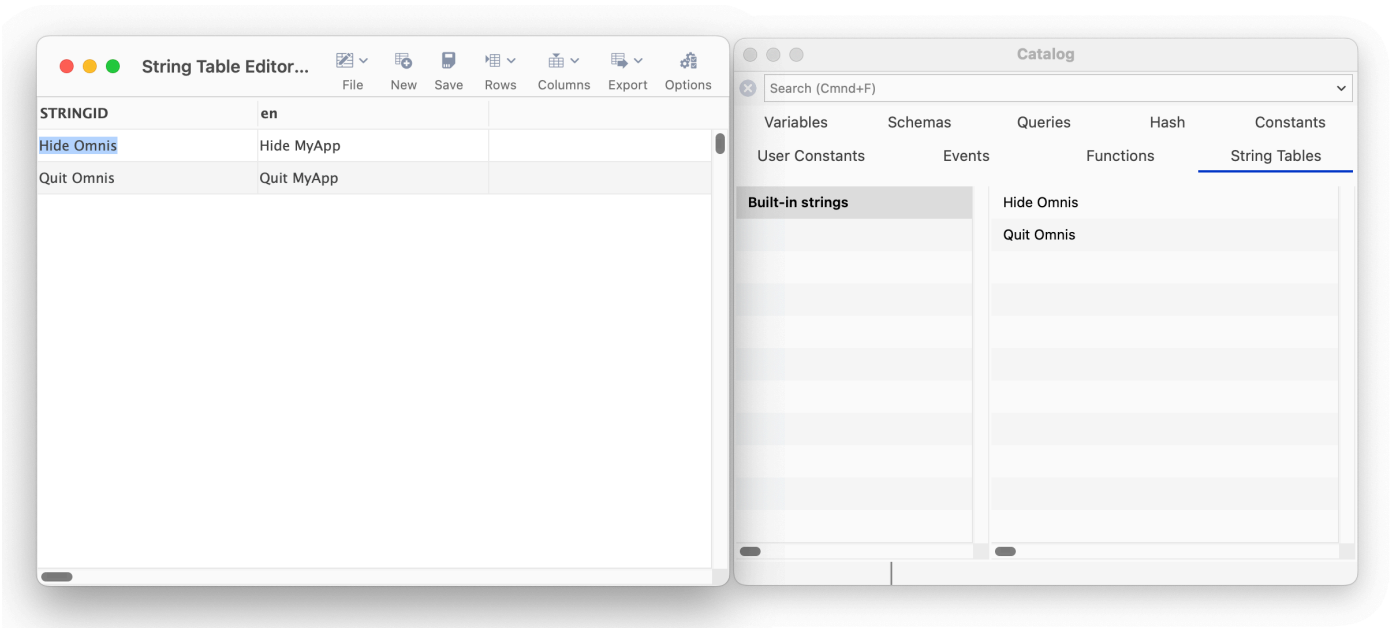 String Table Editor...
File New Save Rows Columns Export Options
STRINGID en
Hide Omnis Hide MyApp
Quit Omnis Quit MyApp
Catalog
Search (Cmnd+F)
Variables Schemas Queries Hash Constants
User Constants Events Functions String Tables
Built-in strings Hide Omnis
Quit Omnis